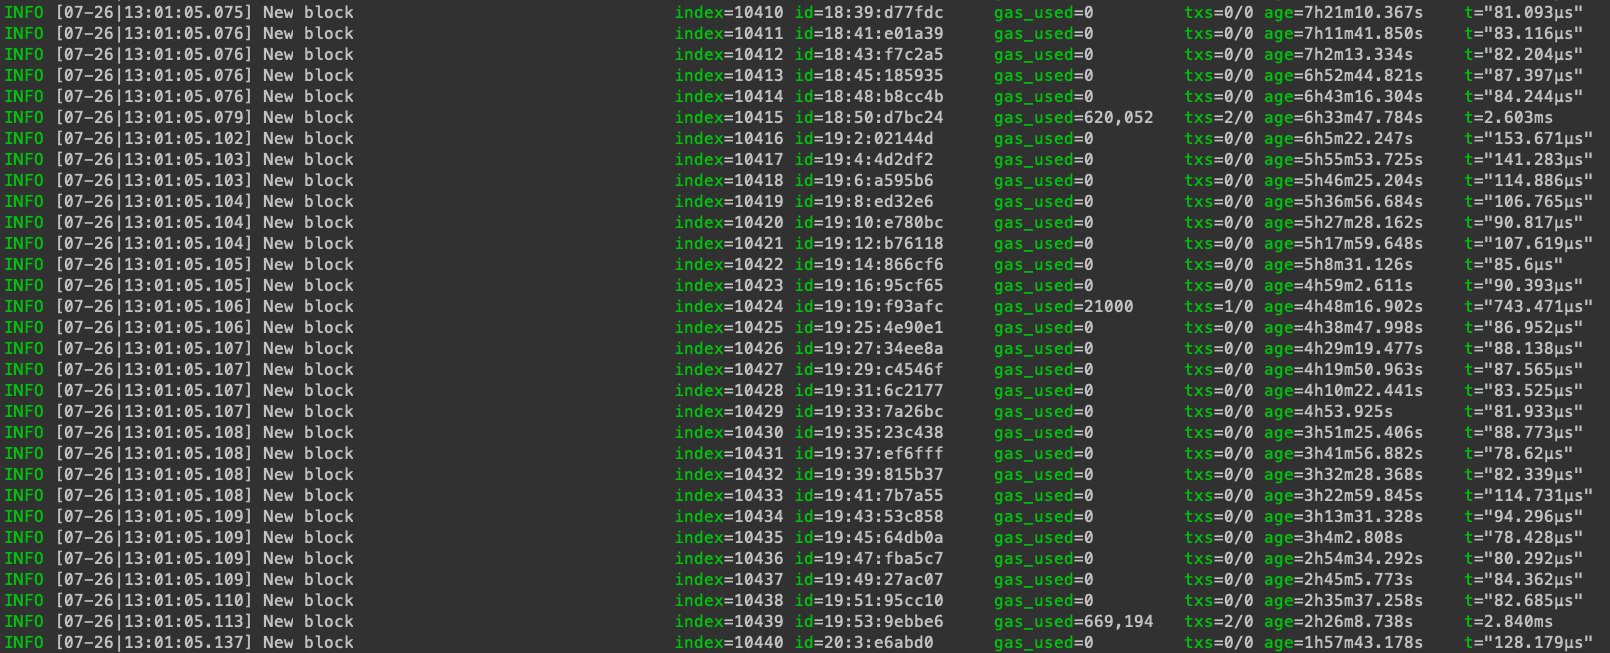 INFO [07-26|13:01:05.075] New block index=10410 id=18:39:d77fdc gas_used=0 txs=0/0 age=7h21m10.367s t="81.093µs"
INFO [07-26|13:01:05.076] New block index=10411 id=18:41:e01a39 gas_used=0 txs=0/0 age=7h11m41.850s t="83.116µs"
INFO [07-26|13:01:05.076] New block index=10412 id=18:43:f7c2a5 gas_used=0 txs=0/0 age=7h2m13.334s t="82.204µs"
INFO [07-26|13:01:05.076] New block index=10413 id=18:45:185935 gas_used=0 txs=0/0 age=6h52m44.821s t="87.397µs"
INFO [07-26|13:01:05.076] New block index=10414 id=18:48:b8cc4b gas_used=0 txs=0/0 age=6h43m16.304s t="84.244µs"
INFO [07-26|13:01:05.079] New block index=10415 id=18:50:d7bc24 gas_used=620,052 txs=2/0 age=6h33m47.784s t=2.603ms
INFO [07-26|13:01:05.102] New block index=10416 id=19:2:02144d gas_used=0 txs=0/0 age=6h5m22.247s t="153.671µs"
INFO [07-26|13:01:05.103] New block index=10417 id=19:4:4d2df2 gas_used=0 txs=0/0 age=5h55m53.725s t="141.283µs"
INFO [07-26|13:01:05.103] New block index=10418 id=19:6:a595b6 gas_used=0 txs=0/0 age=5h46m25.204s t="114.886µs"
INFO [07-26|13:01:05.104] New block index=10419 id=19:8:ed32e6 gas_used=0 txs=0/0 age=5h36m56.684s t="106.765µs"
INFO [07-26|13:01:05.104] New block index=10420 id=19:10:e780bc gas_used=0 txs=0/0 age=5h27m28.162s t="90.817µs"
INFO [07-26|13:01:05.104] New block index=10421 id=19:12:b76118 gas_used=0 txs=0/0 age=5h17m59.648s t="107.619µs"
INFO [07-26|13:01:05.105] New block index=10422 id=19:14:866cf6 gas_used=0 txs=0/0 age=5h8m31.126s t="85.6µs"
INFO [07-26|13:01:05.105] New block index=10423 id=19:16:95cf65 gas_used=0 txs=0/0 age=4h59m2.611s t="90.393µs"
INFO [07-26|13:01:05.106] New block index=10424 id=19:19:f93afc gas_used=21000 txs=1/0 age=4h48m16.902s t="743.471µs"
INFO [07-26|13:01:05.106] New block index=10425 id=19:25:4e90e1 gas_used=0 txs=0/0 age=4h38m47.998s t="86.952µs"
INFO [07-26|13:01:05.107] New block index=10426 id=19:27:34ee8a gas_used=0 txs=0/0 age=4h29m19.477s t="88.138µs"
INFO [07-26|13:01:05.107] New block index=10427 id=19:29:c4546f gas_used=0 txs=0/0 age=4h19m50.963s t="87.565µs"
INFO [07-26|13:01:05.107] New block index=10428 id=19:31:6c2177 gas_used=0 txs=0/0 age=4h10m22.441s t="83.525µs"
INFO [07-26|13:01:05.107] New block index=10429 id=19:33:7a26bc gas_used=0 txs=0/0 age=4h53.925s t="81.933µs"
INFO [07-26|13:01:05.108] New block index=10430 id=19:35:23c438 gas_used=0 txs=0/0 age=3h51m25.406s t="88.773µs"
INFO [07-26|13:01:05.108] New block index=10431 id=19:37:ef6fff gas_used=0 txs=0/0 age=3h41m56.882s t="78.62µs"
INFO [07-26|13:01:05.108] New block index=10432 id=19:39:815b37 gas_used=0 txs=0/0 age=3h32m28.368s t="82.339µs"
INFO [07-26|13:01:05.108] New block index=10433 id=19:41:7b7a55 gas_used=0 txs=0/0 age=3h22m59.845s t="114.731µs"
INFO [07-26|13:01:05.109] New block index=10434 id=19:43:53c858 gas_used=0 txs=0/0 age=3h13m31.328s t="94.296µs"
INFO [07-26|13:01:05.109] New block index=10435 id=19:45:64db0a gas_used=0 txs=0/0 age=3h4m2.808s t="78.428µs"
INFO [07-26|13:01:05.109] New block index=10436 id=19:47:fba5c7 gas_used=0 txs=0/0 age=2h54m34.292s t="80.292µs"
INFO [07-26|13:01:05.109] New block index=10437 id=19:49:27ac07 gas_used=0 txs=0/0 age=2h45m5.773s t="84.362µs"
INFO [07-26|13:01:05.110] New block index=10438 id=19:51:95cc10 gas_used=0 txs=0/0 age=2h35m37.258s t="82.685µs"
INFO [07-26|13:01:05.113] New block index=10439 id=19:53:9ebbe6 gas_used=669,194 txs=2/0 age=2h26m8.738s t=2.840ms
INFO [07-26|13:01:05.137] New block index=10440 id=20:3:e6abd0 gas_used=0 txs=0/0 age=1h57m43.178s t="128.179µs"